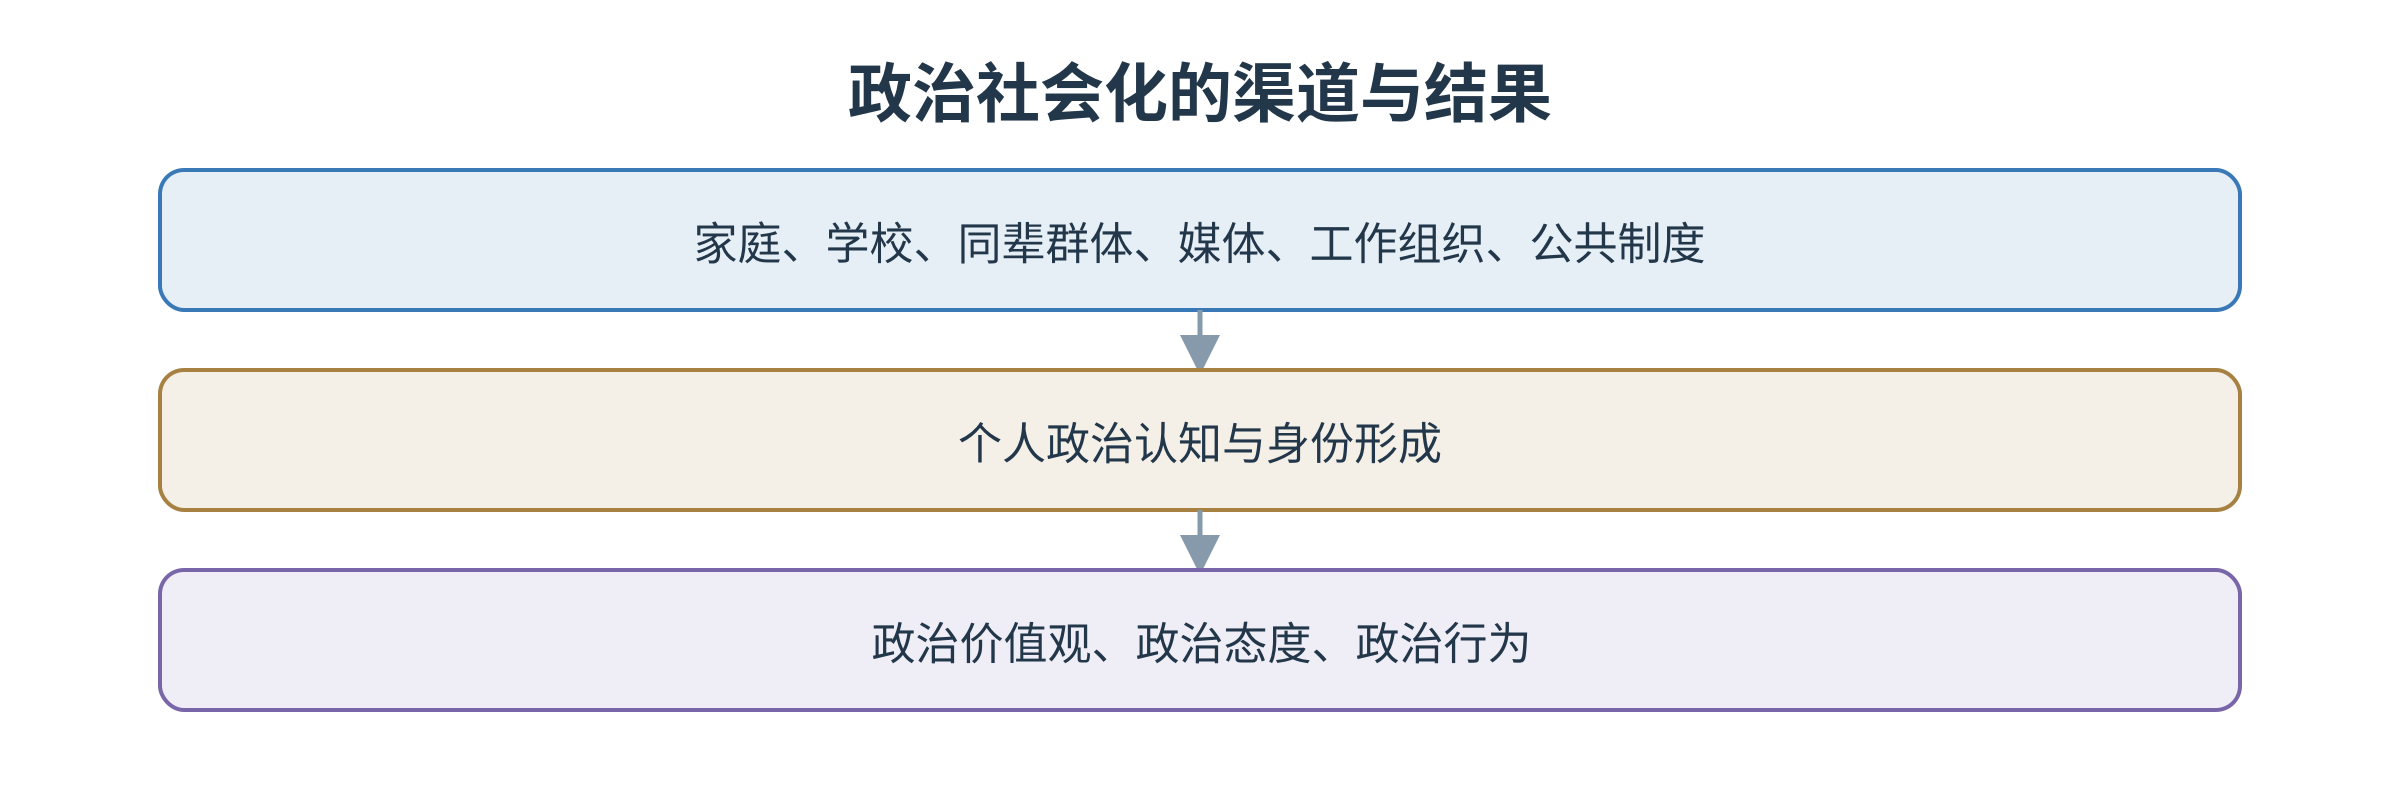 政治社会化的渠道与结果
家庭、学校、同辈群体、媒体、工作组织、公共制度
个人政治认知与身份形成
政治价值观、政治态度、政治行为